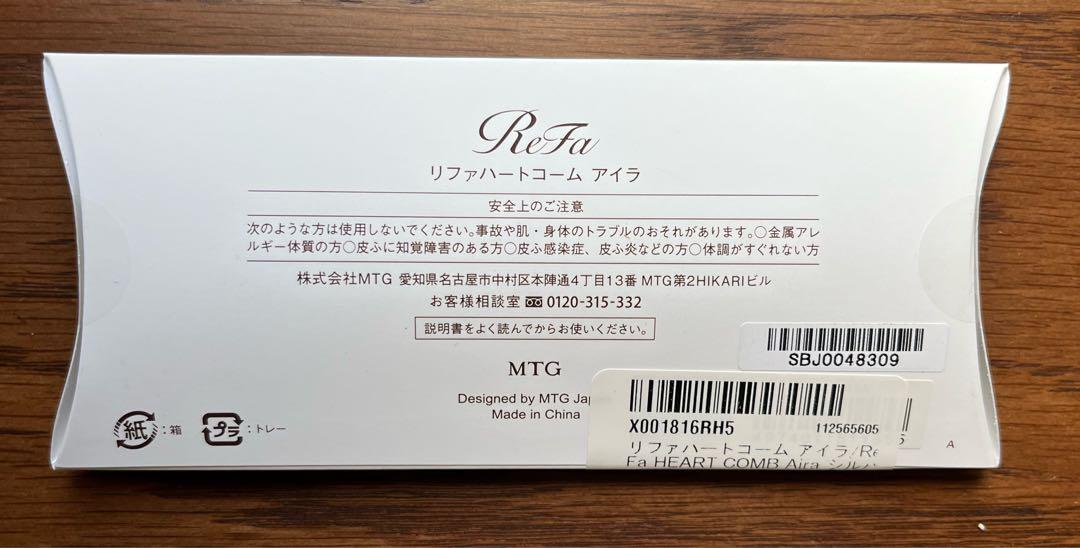 ReFa
リファハートコーム アイラ
安全上のご注意
次のような方は使用しないでください。事故や肌・身体のトラブルのおそれがあります。○金属アレ
ルギー体質の方○皮ふに知覚障害のある方○皮ふ感染症、皮ふ炎などの方○体調がすぐれない方
株式会社MTG 愛知県名古屋市中村区本陣通4丁目13番 MTG第2HIKARIビル
お客様相談室 0120-315-332
説明書をよく読んでからお使いください。
SBJ0048309
MTG
Designed by MTG Jap
Made in China
X001816RH5 112565605
リファハートコーム アイラ/Re
Fa HEART COMB Aira シルバ
紙:箱
プラ:トレー
5
A